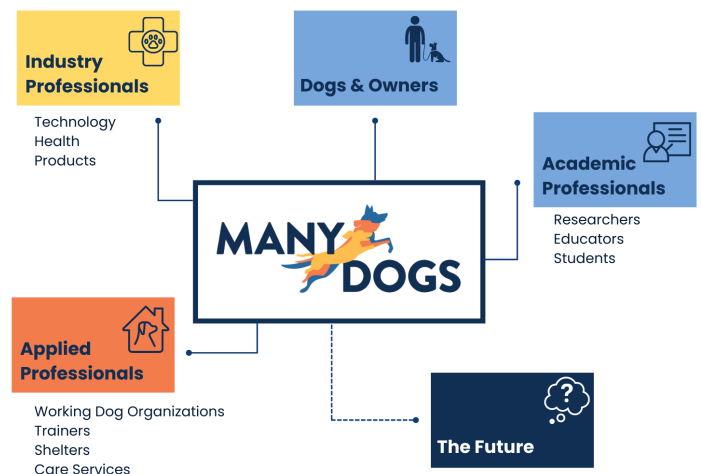 Industry
Professionals
Technology
Health
Products
Dogs & Owners
Academic
Professionals
Researchers
Educators
Students
MANY
DOGS
Applied
Professionals
Working Dog Organizations
Trainers
Shelters
Care Services
?
The Future